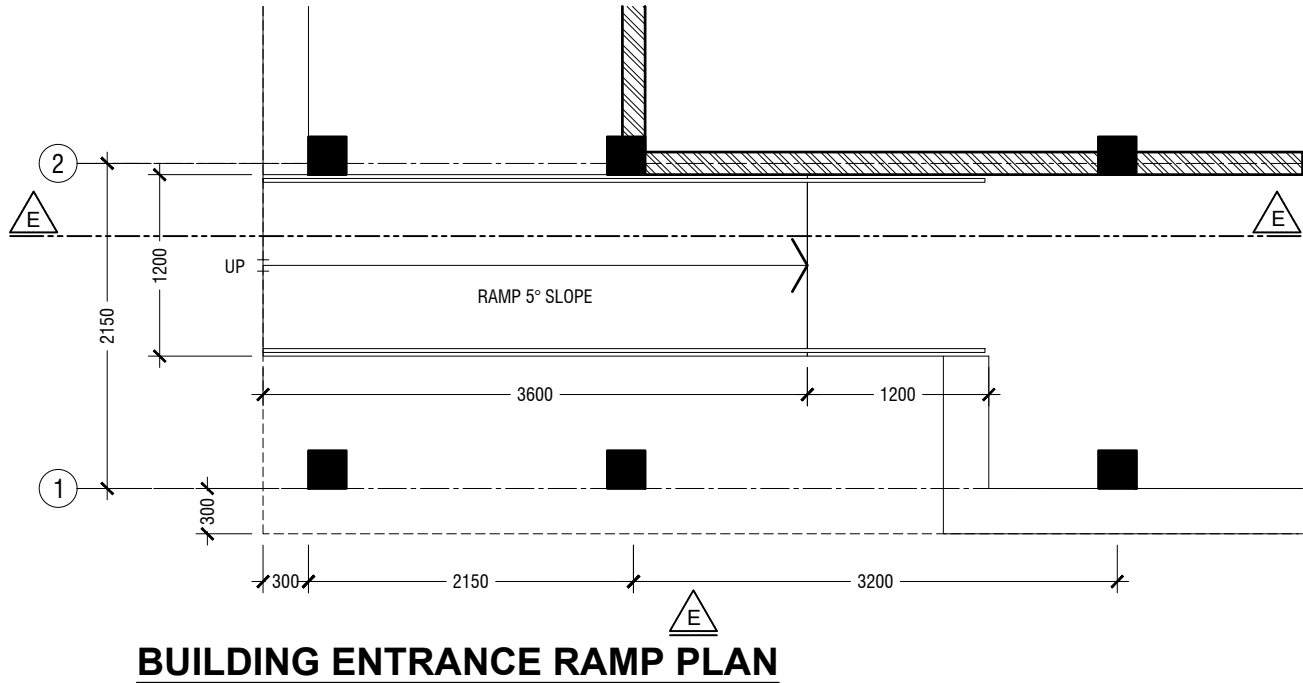 2
E
E
1200
UP
2150
RAMP 5° SLOPE
3600
1200
1
300
300
2150
3200
E
BUILDING ENTRANCE RAMP PLAN